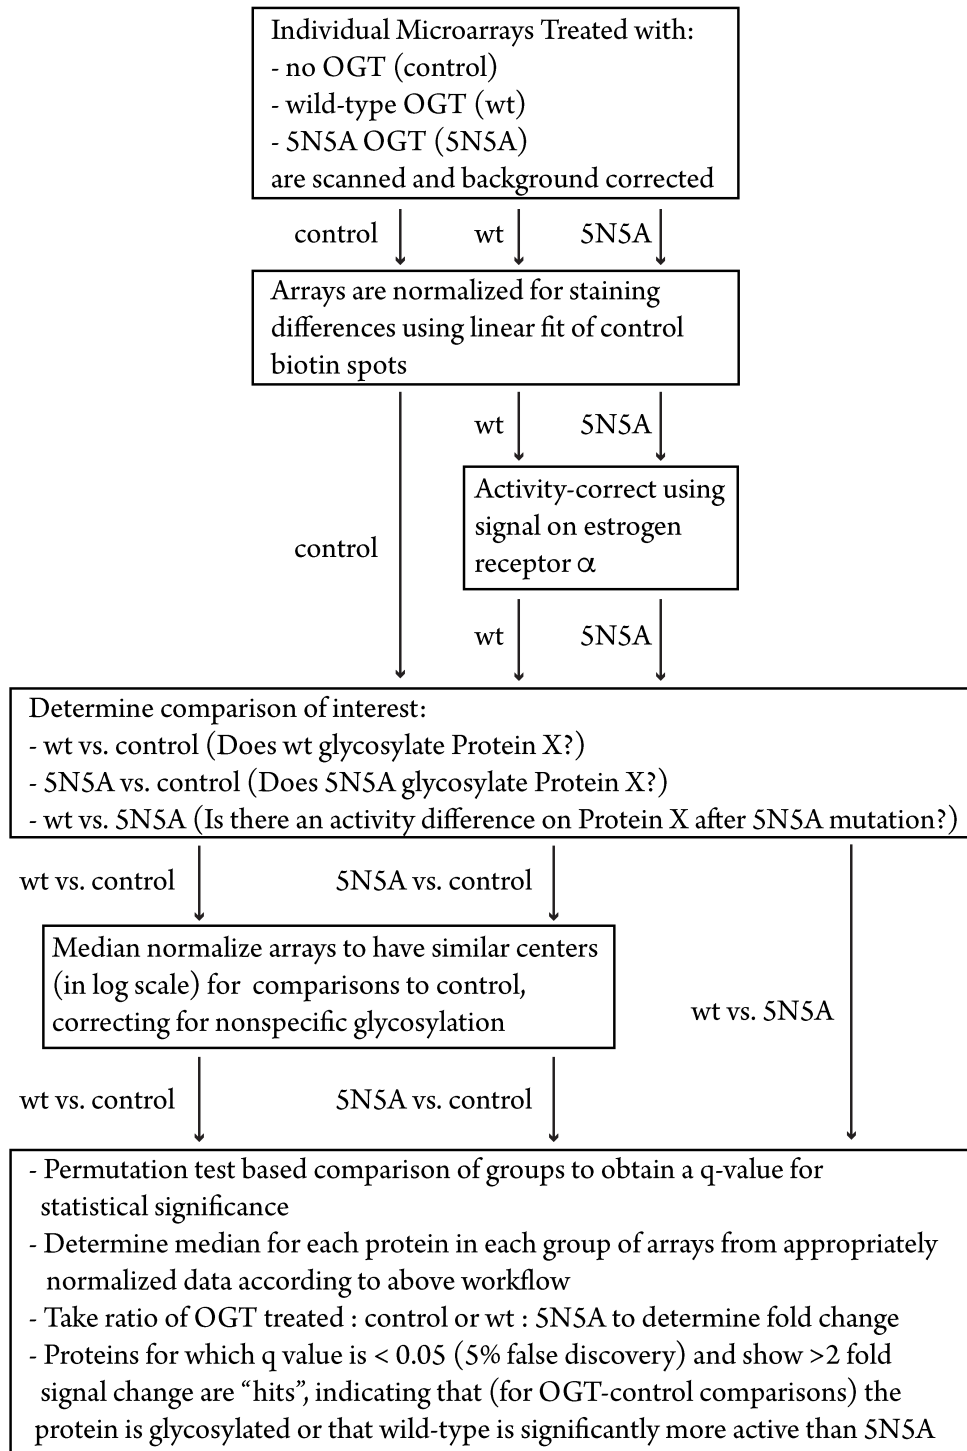 Individual Microarrays Treated with:
- no OGT (control)
- wild-type OGT (wt)
- 5N5A OGT (5N5A)
are scanned and background corrected
control wt 5N5A
Arrays are normalized for staining
differences using linear fit of control
biotin spots
wt 5N5A
Activity-correct using
signal on estrogen
receptor α
control
wt 5N5A
Determine comparison of interest:
- wt vs. control (Does wt glycosylate Protein X?)
- 5N5A vs. control (Does 5N5A glycosylate Protein X?)
- wt vs. 5N5A (Is there an activity difference on Protein X after 5N5A mutation?)
wt vs. control 5N5A vs. control
Median normalize arrays to have similar centers
(in log scale) for comparisons to control,
correcting for nonspecific glycosylation
wt vs. 5N5A
wt vs. control 5N5A vs. control
- Permutation test based comparison of groups to obtain a q-value for
statistical significance
- Determine median for each protein in each group of arrays from appropriately
normalized data according to above workflow
- Take ratio of OGT treated : control or wt : 5N5A to determine fold change
- Proteins for which q value is < 0.05 (5% false discovery) and show >2 fold
signal change are “hits”, indicating that (for OGT-control comparisons) the
protein is glycosylated or that wild-type is significantly more active than 5N5A